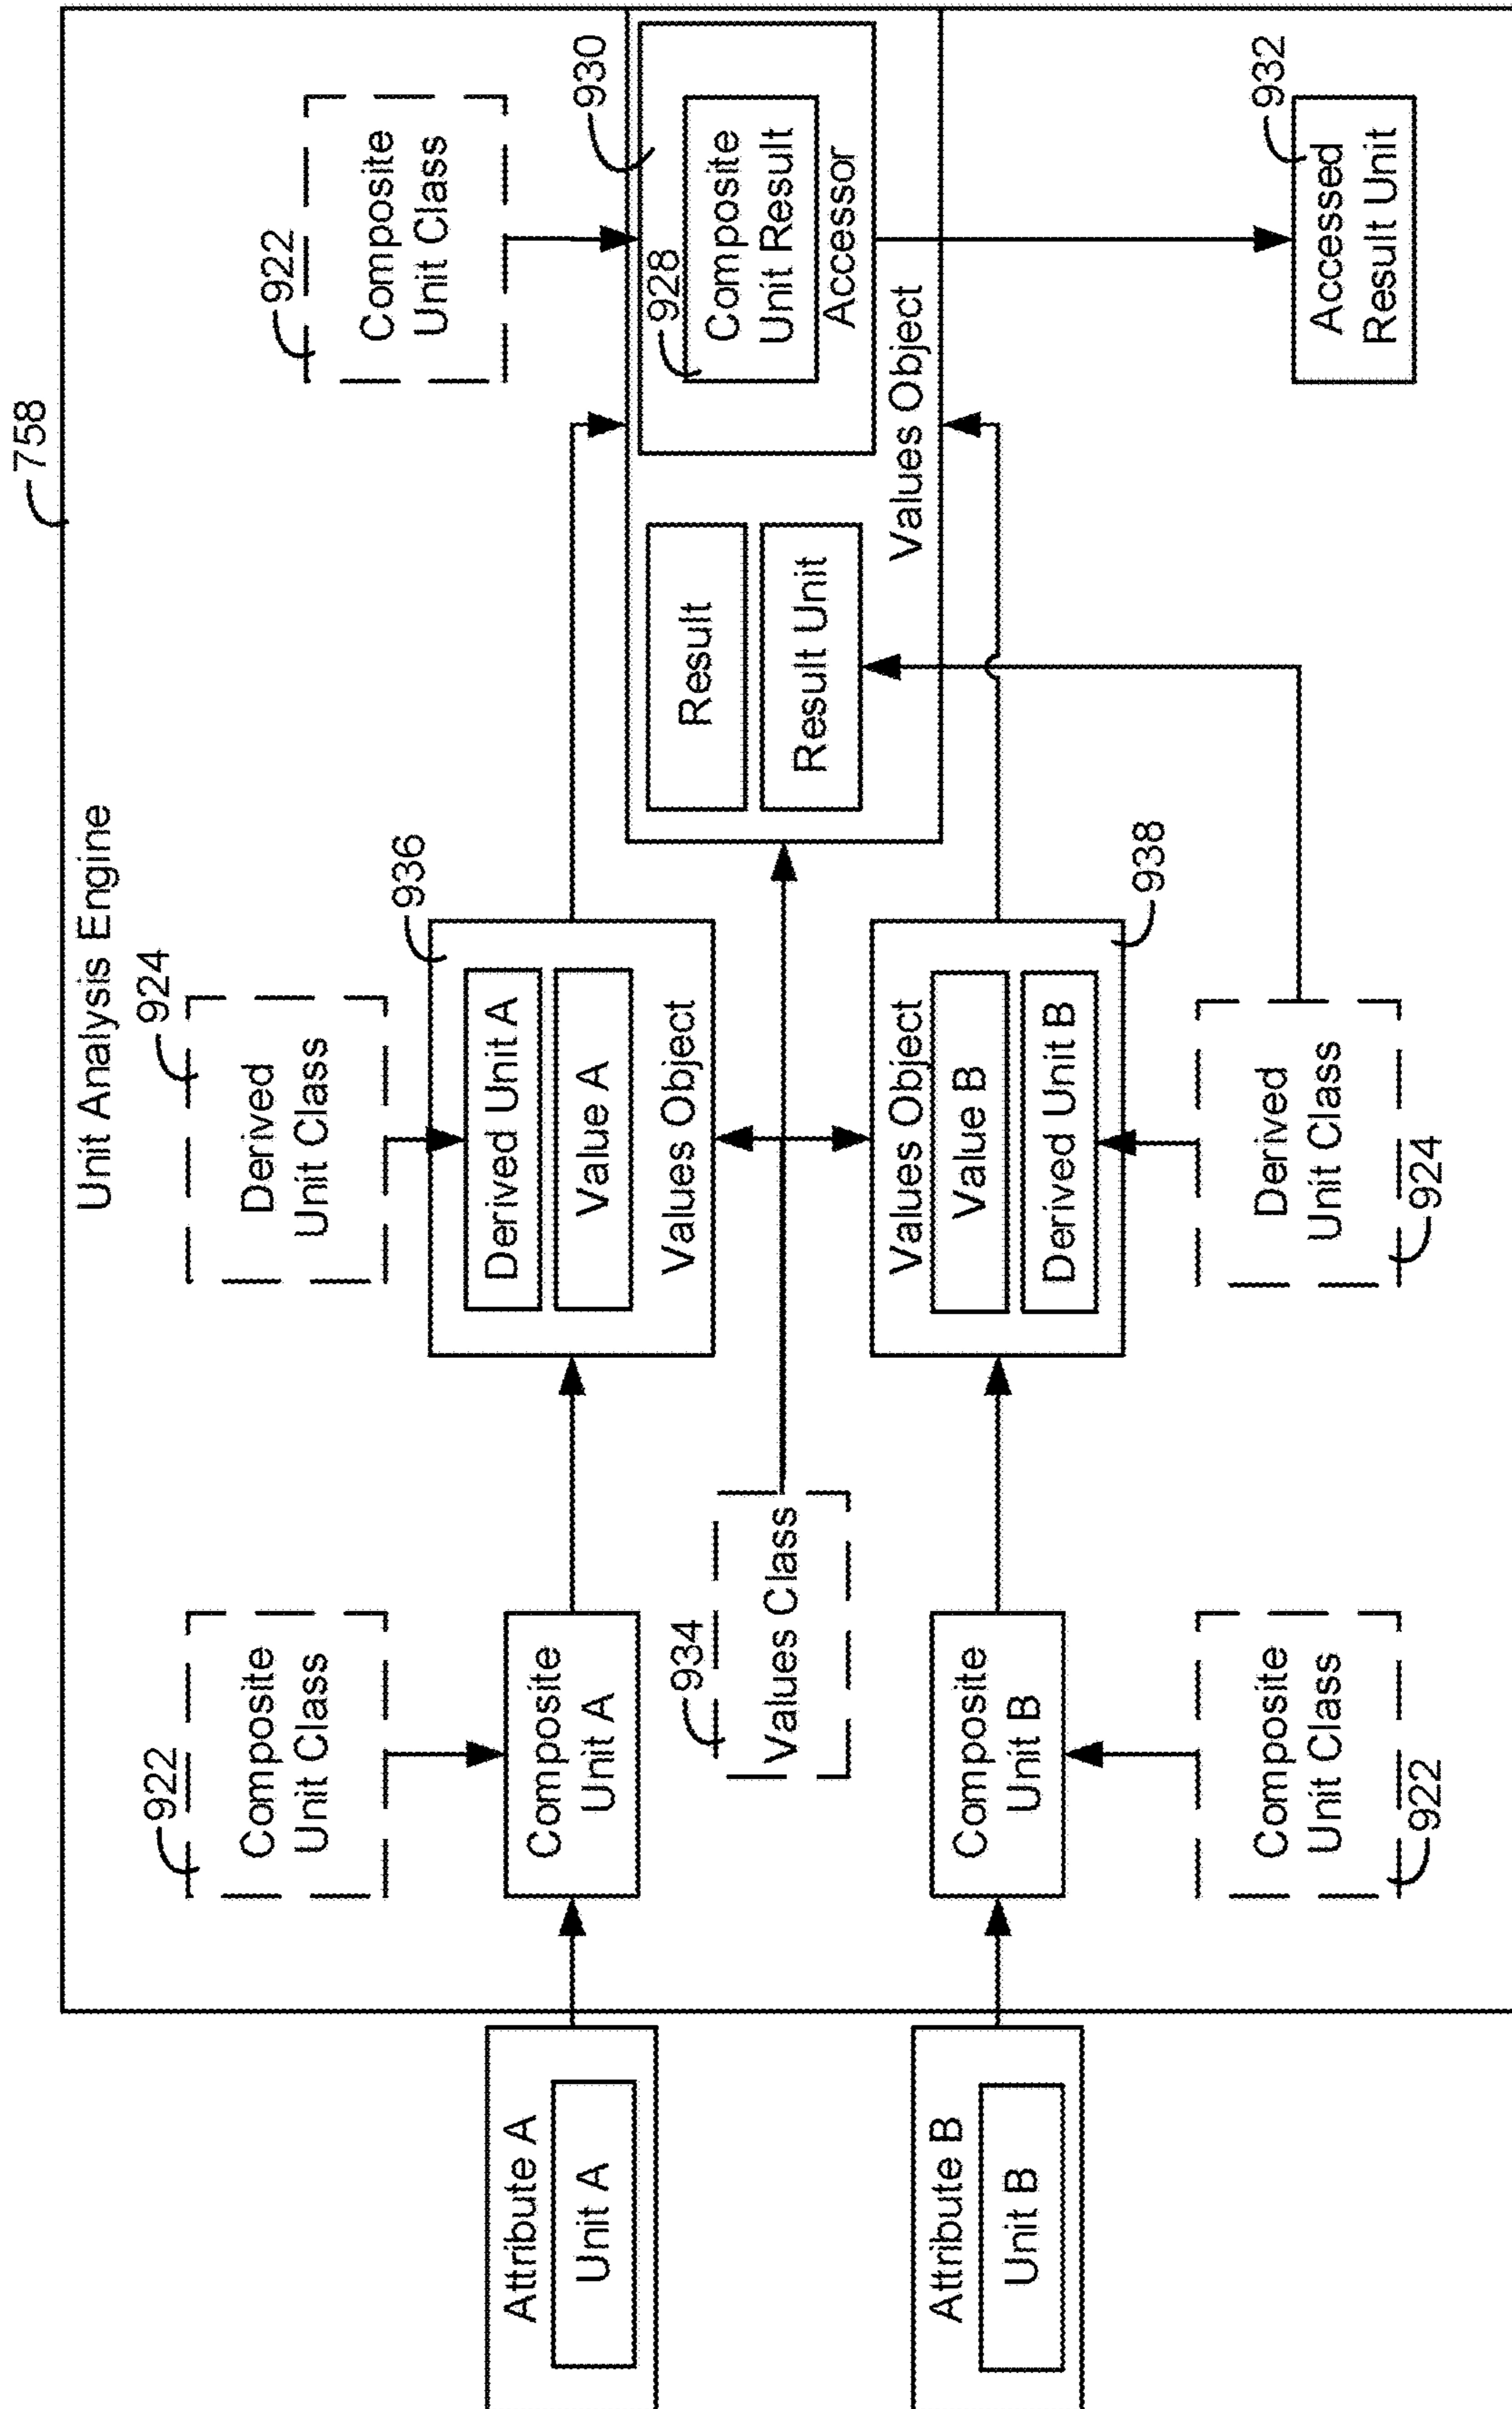 758
Unit Analysis Engine
922
Composite
Unit Class
924
Derived
Unit Class
922
Composite
Unit Class
Attribute A
Unit A
Composite
Unit A
936
Derived Unit A
Value A
Values Object
934
Values Class
Result
Result Unit
930
928
Composite
Unit Result
Accessor
Values Object
Attribute B
Unit B
Composite
Unit B
Values Object
Value B
Derived Unit B
938
Composite
Unit Class
922
Derived
Unit Class
924
932
Accessed
Result Unit